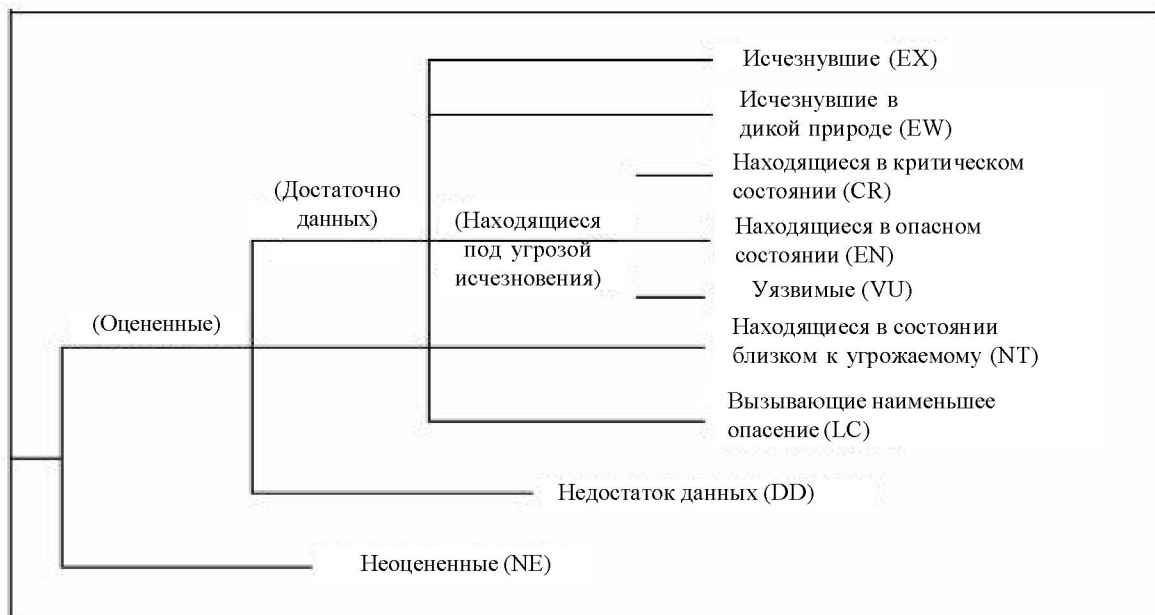 Исчезнувшие (EX)
Исчезнувшие в
дикой природе (EW)
Находящиеся в критическом
состоянии (CR)
(Достаточно
данных)
(Находящиеся
под угрозой
исчезновения)
Находящиеся в опасном
состоянии (EN)
Уязвимые (VU)
(Оцененные)
Находящиеся в состоянии
близком к угрожаемому (NT)
Вызывающие наименьшее
опасение (LC)
Недостаток данных (DD)
Неоцененные (NE)